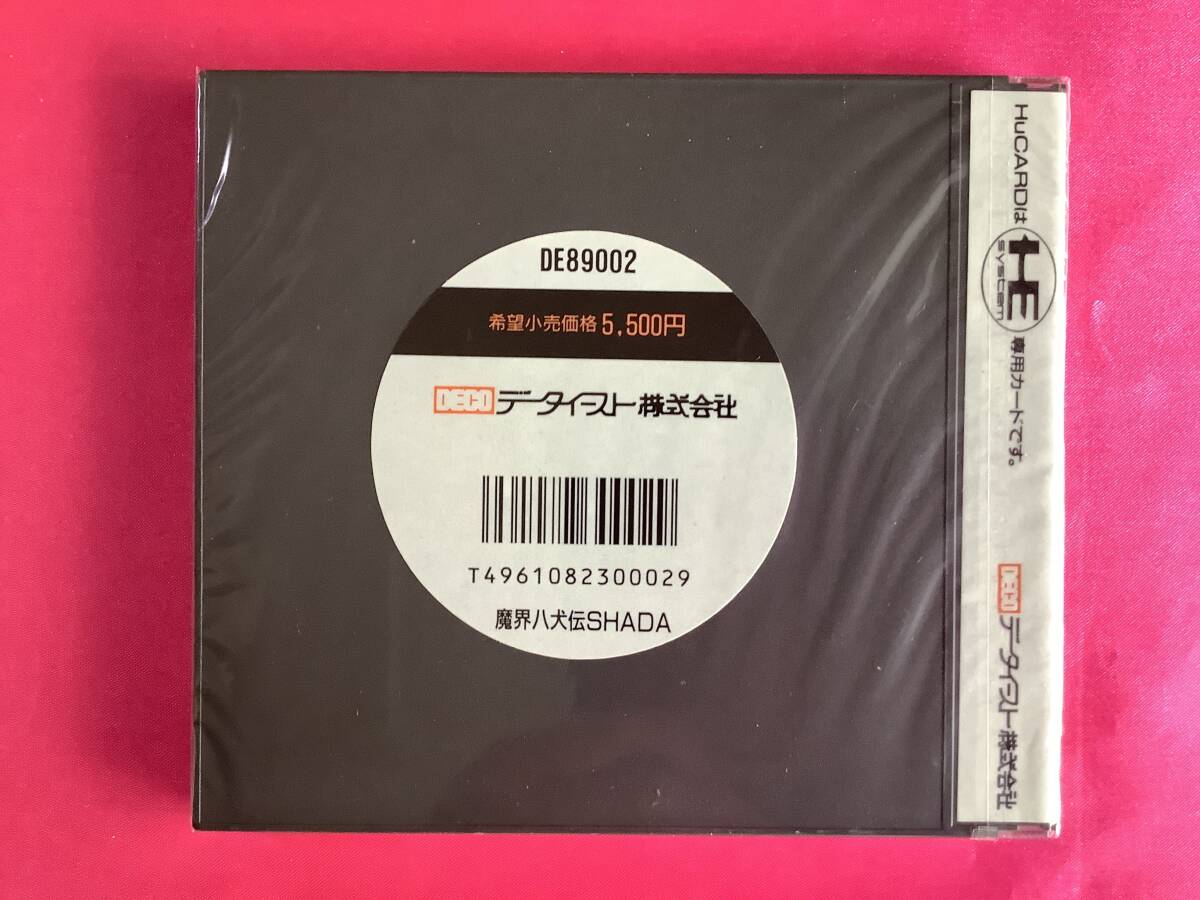 DE89002
希望小売価格 5,500円
DECO データイースト株式会社
T4961082300029
魔界八犬伝SHADA
HuCARDは HE system 専用カードです。
DECO データイースト株式会社